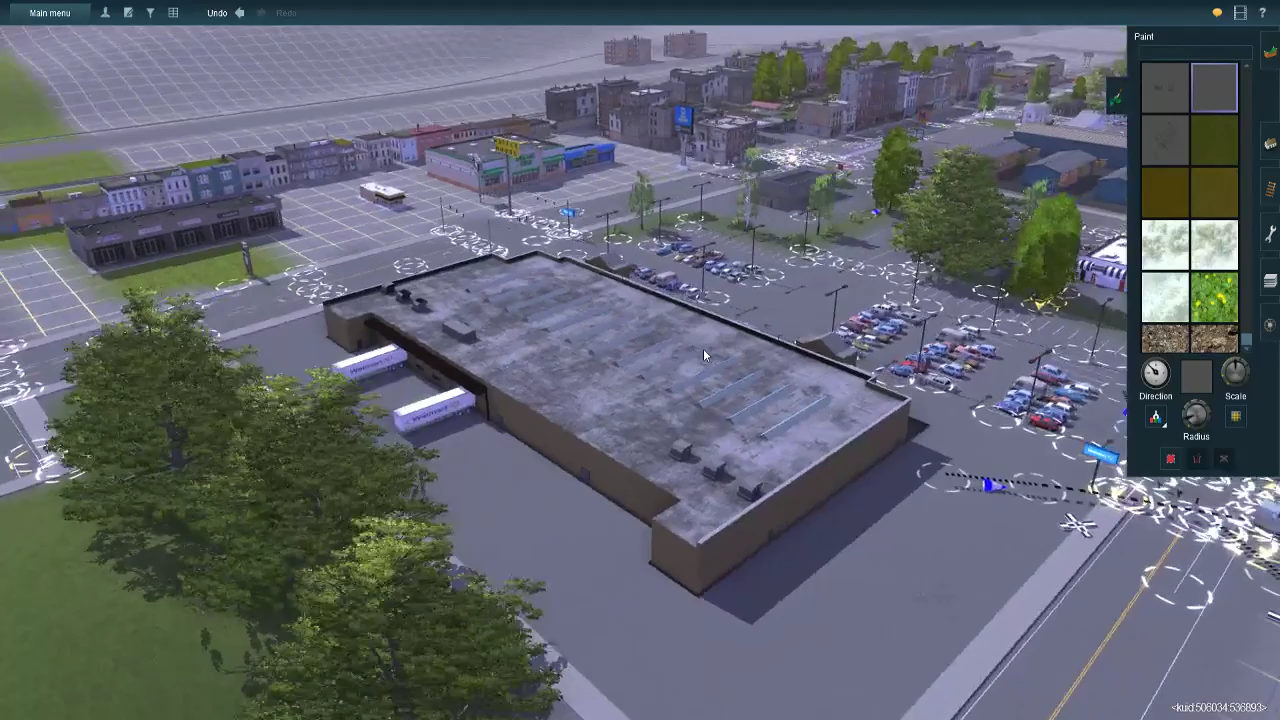 Main menu
Undo
Redo
?
Paint
Direction
Scale
Radius
<kuid:506034:536893>